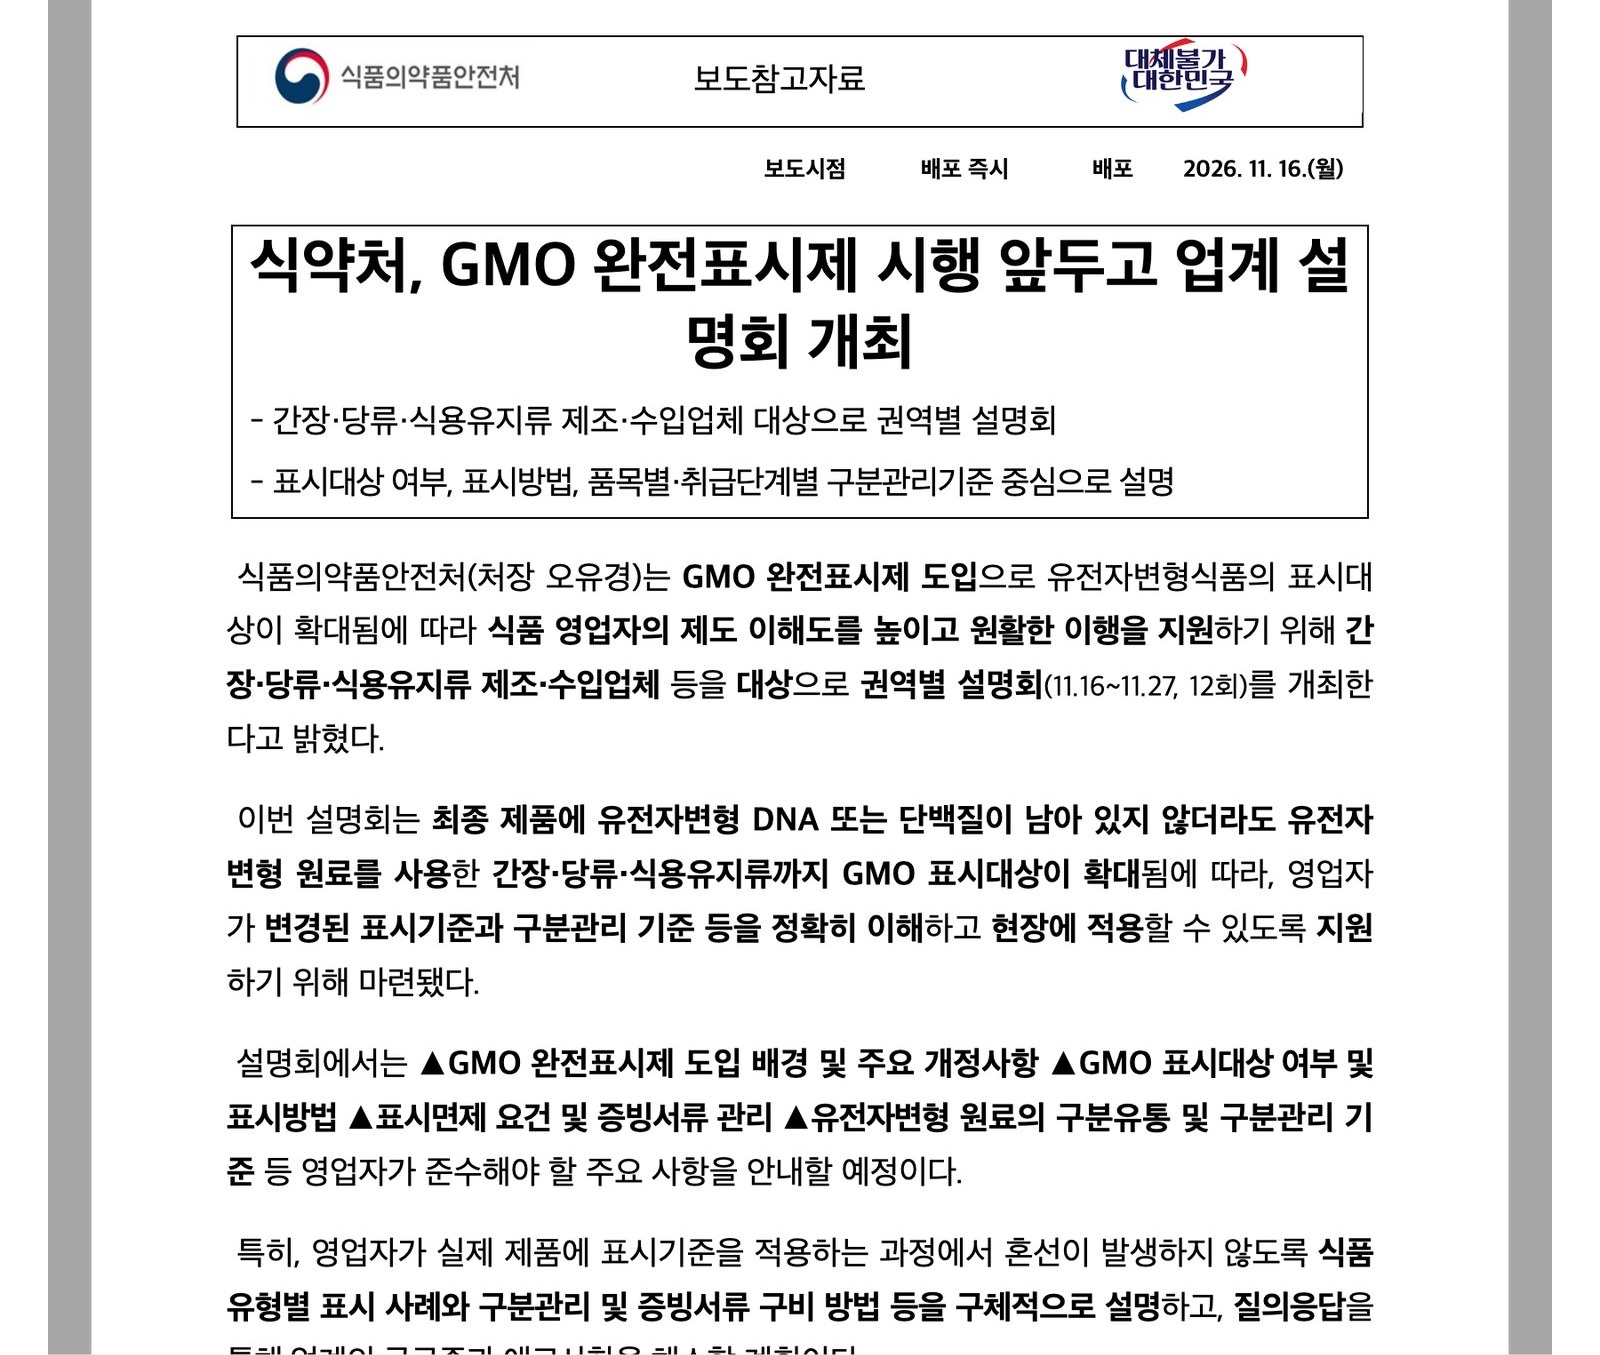 식품의약품안전처
보도참고자료
대체불가
대한민국
보도시점 배포 즉시 배포 2026. 11. 16.(월)
식약처, GMO 완전표시제 시행 앞두고 업계 설
명회 개최
- 간장·당류·식용유지류 제조·수입업체 대상으로 권역별 설명회
- 표시대상 여부, 표시방법, 품목별·취급단계별 구분관리기준 중심으로 설명
식품의약품안전처(처장 오유경)는 GMO 완전표시제 도입으로 유전자변형식품의 표시대
상이 확대됨에 따라 식품 영업자의 제도 이해도를 높이고 원활한 이행을 지원하기 위해 간
장·당류·식용유지류 제조·수입업체 등을 대상으로 권역별 설명회(11.16~11.27, 12회)를 개최한
다고 밝혔다.
이번 설명회는 최종 제품에 유전자변형 DNA 또는 단백질이 남아 있지 않더라도 유전자
변형 원료를 사용한 간장·당류·식용유지류까지 GMO 표시대상이 확대됨에 따라, 영업자
가 변경된 표시기준과 구분관리 기준 등을 정확히 이해하고 현장에 적용할 수 있도록 지원
하기 위해 마련됐다.
설명회에서는 ▲GMO 완전표시제 도입 배경 및 주요 개정사항 ▲GMO 표시대상 여부 및
표시방법 ▲표시면제 요건 및 증빙서류 관리 ▲유전자변형 원료의 구분유통 및 구분관리 기
준 등 영업자가 준수해야 할 주요 사항을 안내할 예정이다.
특히, 영업자가 실제 제품에 표시기준을 적용하는 과정에서 혼선이 발생하지 않도록 식품
유형별 표시 사례와 구분관리 및 증빙서류 구비 방법 등을 구체적으로 설명하고, 질의응답을